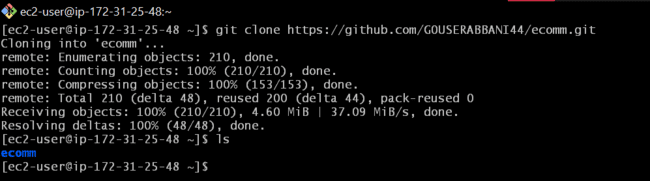 ec2-user@ip-172-31-25-48:~
[ec2-user@ip-172-31-25-48 ~]$ git clone https://github.com/GOUSERABBANI44/ecomm.git
Cloning into 'ecomm'...
remote: Enumerating objects: 210, done.
remote: Counting objects: 100% (210/210), done.
remote: Compressing objects: 100% (153/153), done.
remote: Total 210 (delta 48), reused 200 (delta 44), pack-reused 0
Receiving objects: 100% (210/210), 4.60 MiB | 37.09 MiB/s, done.
Resolving deltas: 100% (48/48), done.
[ec2-user@ip-172-31-25-48 ~]$ ls
ecomm
[ec2-user@ip-172-31-25-48 ~]$